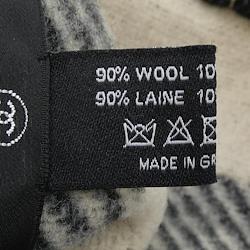 90% WOOL 10
90% LAINE 10
MADE IN GR